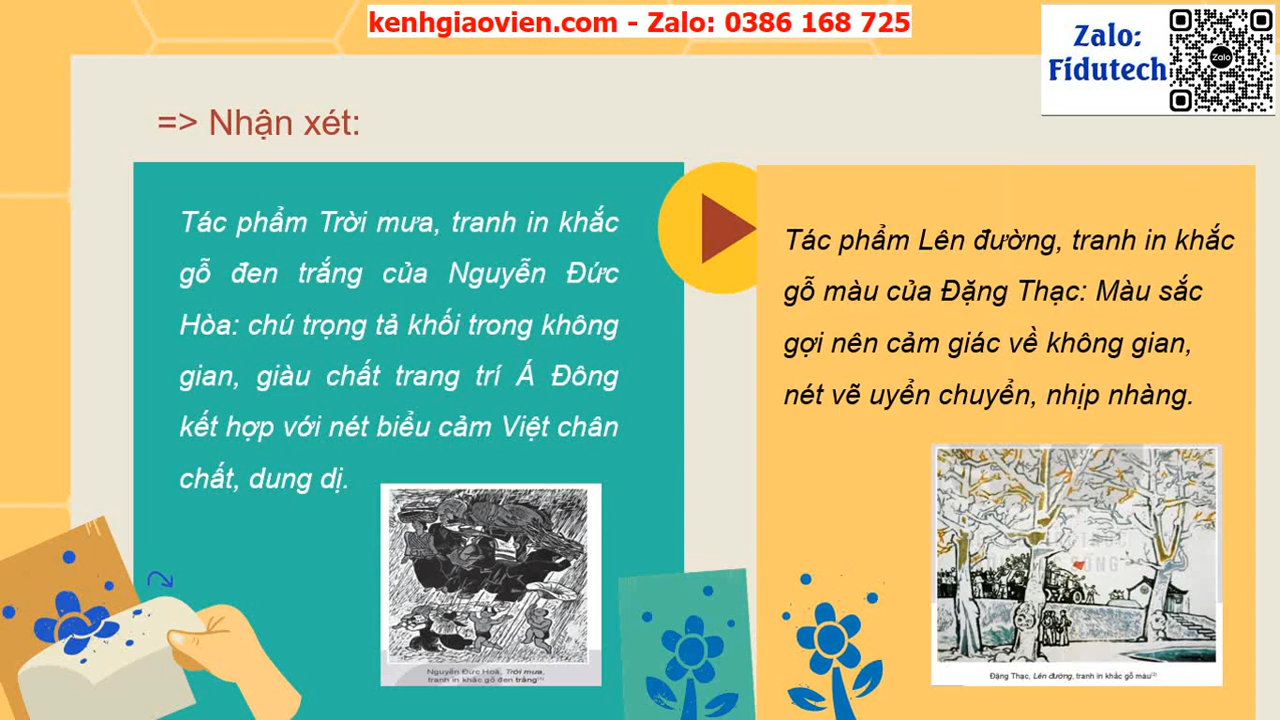 kenhgiaovien.com - Zalo: 0386 168 725
Zalo:
Fidutech
Zalo
=> Nhận xét:
Tác phẩm Trời mưa, tranh in khắc
gỗ đen trắng của Nguyễn Đức
Hòa: chú trọng tả khối trong không
gian, giàu chất trang trí Á Đông
kết hợp với nét biểu cảm Việt chân
chất, dung dị.
Nguyễn Đức Hoà, Trời mưa,
tranh in khắc gỗ đen trắng(1)
Tác phẩm Lên đường, tranh in khắc
gỗ màu của Đặng Thạc: Màu sắc
gợi nên cảm giác về không gian,
nét vẽ uyển chuyển, nhịp nhàng.
Đặng Thạc, Lên đường, tranh in khắc gỗ màu(2)